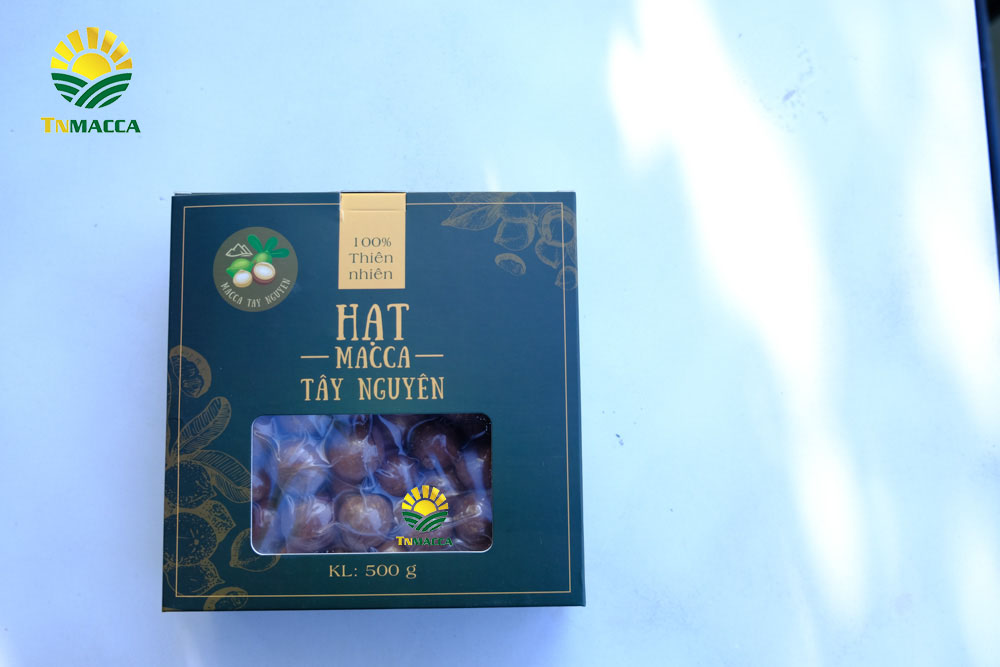 TNMACCA
100%
Thiên
nhiên
MACCA TAY NGUYEN
HẠT
MACCA
TÂY NGUYÊN
TNMACCA
KL: 500 g